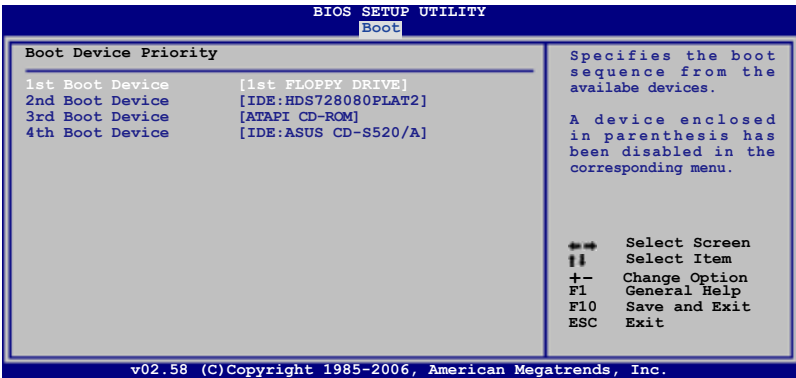 BIOS SETUP UTILITY
Boot
Boot Device Priority
1st Boot Device [1st FLOPPY DRIVE]
2nd Boot Device [IDE:HDS728080PLAT2]
3rd Boot Device [ATAPI CD-ROM]
4th Boot Device [IDE:ASUS CD-S520/A]
Specifies the boot
sequence from the
availabe devices.
A device enclosed
in parenthesis has
been disabled in the
corresponding menu.
←→ Select Screen
↑↓ Select Item
+- Change Option
F1 General Help
F10 Save and Exit
ESC Exit
v02.58 (C)Copyright 1985-2006, American Megatrends, Inc.